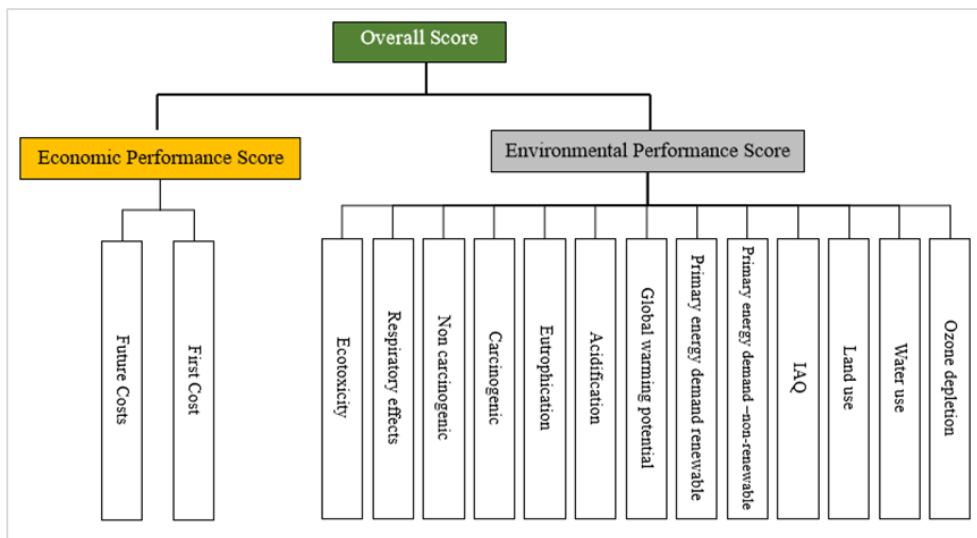 Overall Score
Economic Performance Score
Environmental Performance Score
Future Costs
First Cost
Ecotoxicity
Respiratory effects
Non carcinogenic
Carcinogenic
Eutrophication
Acidification
Global warming potential
Primary energy demand renewable
Primary energy demand –non-renewable
IAQ
Land use
Water use
Ozone depletion